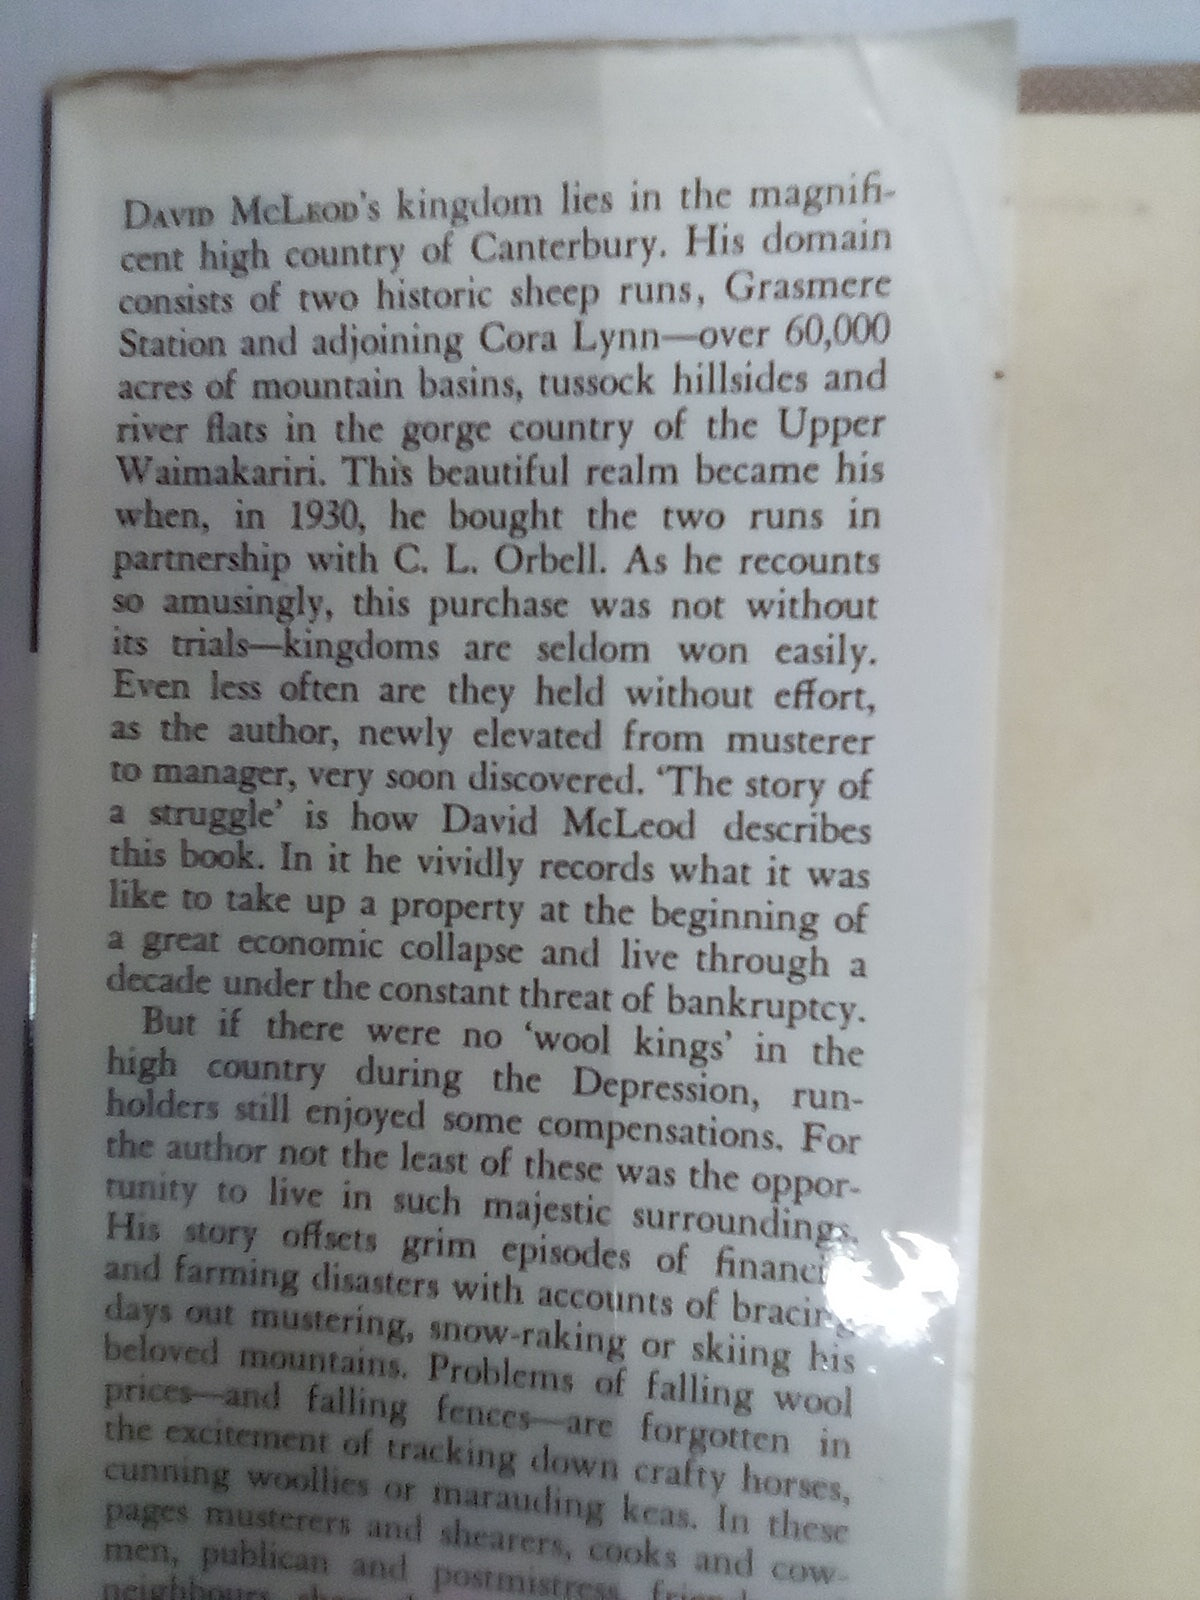 DAVID MCLEOD's kingdom lies in the magnifi-
cent high country of Canterbury. His domain
consists of two historic sheep runs, Grasmere
Station and adjoining Cora Lynn—over 60,000
acres of mountain basins, tussock hillsides and
river flats in the gorge country of the Upper
Waimakariri. This beautiful realm became his
when, in 1930, he bought the two runs in
partnership with C. L. Orbell. As he recounts
so amusingly, this purchase was not without
its trials—kingdoms are seldom won easily.
Even less often are they held without effort,
as the author, newly elevated from musterer
to manager, very soon discovered. ‘The story of
a struggle’ is how David McLeod describes
this book. In it he vividly records what it was
like to take up a property at the beginning of
a great economic collapse and live through a
decade under the constant threat of bankruptcy.
But if there were no ‘wool kings’ in the
high country during the Depression, run-
holders still enjoyed some compensations. For
the author not the least of these was the oppor-
tunity to live in such majestic surroundings.
His story offsets grim episodes of
and farming disasters with accounts of bracing
days out mustering, snow-raking or skiing his
beloved mountains. Problems of falling wool
prices—and falling fences—are forgotten in
the excitement of tracking down crafty horses,
cunning woollies or marauding keas. In these
pages musterers and shearers, cooks and cow-
men, publican and postmistress,